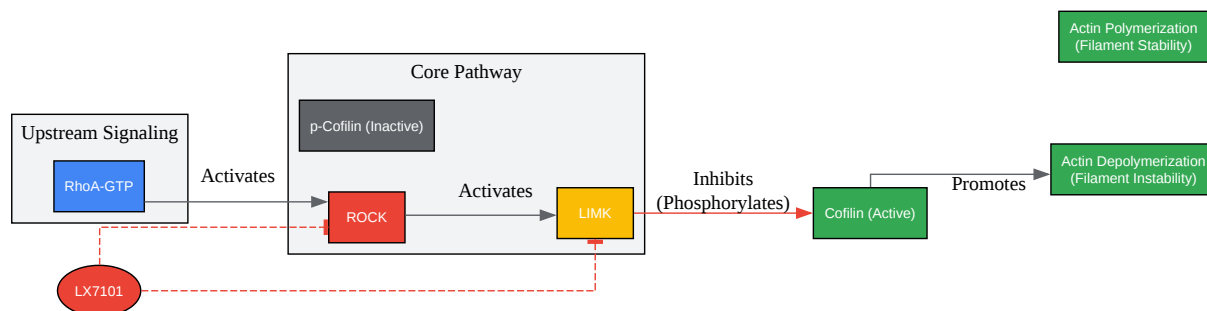 Actin Polymerization
(Filament Stability)
Core Pathway
p-Cofilin (Inactive)
Upstream Signaling
RhoA-GTP
Activates
ROCK
Activates
LIMK
Inhibits
(Phosphorylates)
Cofilin (Active)
Promotes
Actin Depolymerization
(Filament Instability)
LX7101